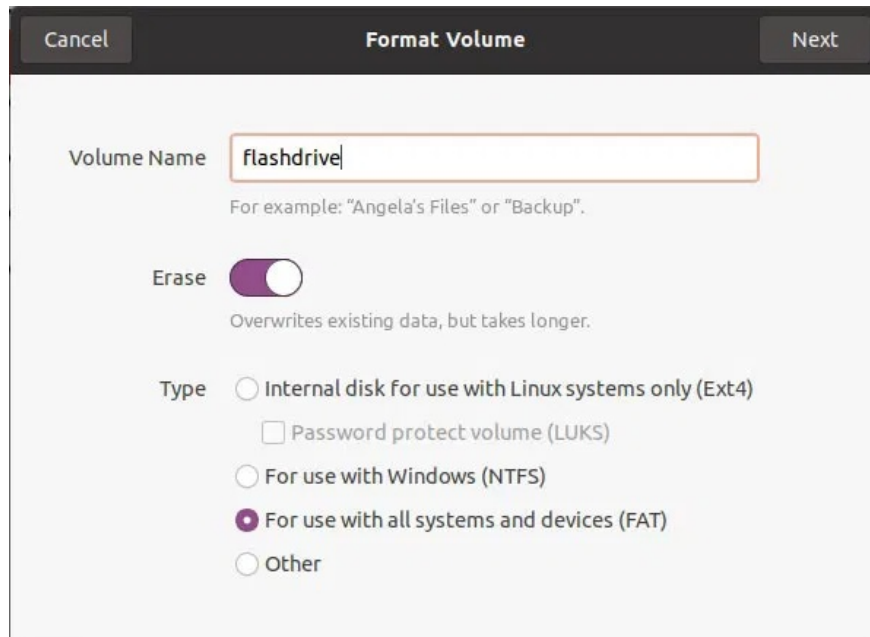 Cancel Format Volume Next
Volume Name flashdrive
For example: “Angela’s Files” or “Backup”.
Erase
Overwrites existing data, but takes longer.
Type Internal disk for use with Linux systems only (Ext4)
Password protect volume (LUKS)
For use with Windows (NTFS)
For use with all systems and devices (FAT)
Other